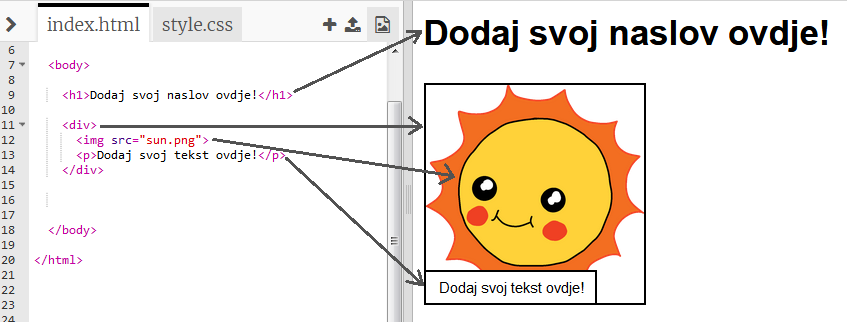 index.html style.css
6
7 <body>
8
9 <h1>Dodaj svoj naslov ovdje!</h1>
10
11 <div>
12 <img src="sun.png">
13 <p>Dodaj svoj tekst ovdje!</p>
14 </div>
15
16
17
18 </body>
19
20 </html>
21
22
23
24
Dodaj svoj naslov ovdje!
Dodaj svoj tekst ovdje!